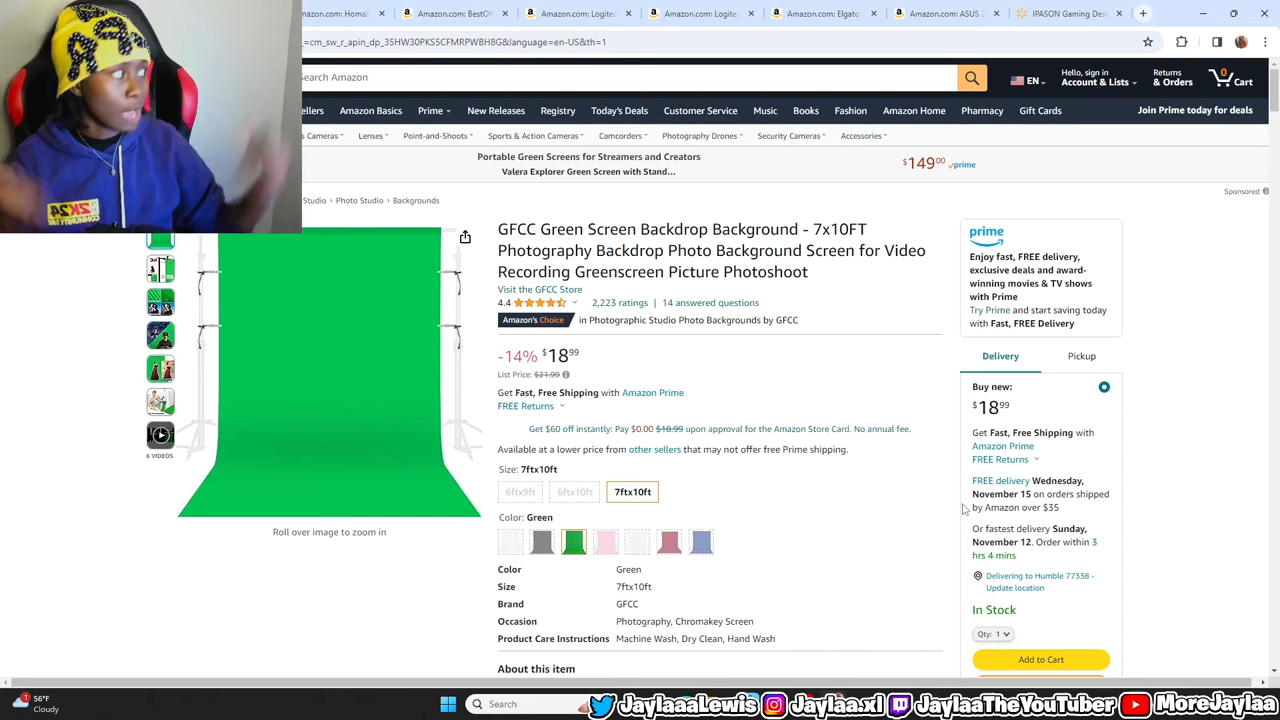 azon.com: Homal
Amazon.com: BestOf
Amazon.com: Logitec
Amazon.com: Logite
Amazon.com: Elgato
Amazon.com: ASUS
IPASON Gaming Des
_=cm_sw_r_apin_dp_35HW30PKS5CFMRPWBH8G&language=en-US&th=1
Search Amazon
EN
Hello, sign in
Account & Lists
Returns
& Orders
0
Cart
ellers Amazon Basics Prime New Releases Registry Today's Deals Customer Service Music Books Fashion Amazon Home Pharmacy Gift Cards Join Prime today for deals
s Cameras Lenses Point-and-Shoots Sports & Action Cameras Camcorders Photography Drones Security Cameras Accessories
Portable Green Screens for Streamers and Creators
Valera Explorer Green Screen with Stand...
$149.00 prime
Sponsored
Studio › Photo Studio › Backgrounds
2K24
6 VIDEOS
Roll over image to zoom in
GFCC Green Screen Backdrop Background - 7x10FT
Photography Backdrop Photo Background Screen for Video
Recording Greenscreen Picture Photoshoot
Visit the GFCC Store
4.4 2,223 ratings | 14 answered questions
Amazon's Choice in Photographic Studio Photo Backgrounds by GFCC
-14% $18.99
List Price: $21.99
Get Fast, Free Shipping with Amazon Prime
FREE Returns
Get $60 off instantly: Pay $0.00 $18.99 upon approval for the Amazon Store Card. No annual fee.
Available at a lower price from other sellers that may not offer free Prime shipping.
Size: 7ftx10ft
6ftx9ft 6ftx10ft 7ftx10ft
Color: Green
Color Green
Size 7ftx10ft
Brand GFCC
Occasion Photography, Chromakey Screen
Product Care Instructions Machine Wash, Dry Clean, Hand Wash
About this item
prime
Enjoy fast, FREE delivery,
exclusive deals and award-
winning movies & TV shows
with Prime
Try Prime and start saving today
with Fast, FREE Delivery
Delivery Pickup
Buy new:
$18.99
Get Fast, Free Shipping with
Amazon Prime
FREE Returns
FREE delivery Wednesday,
November 15 on orders shipped
by Amazon over $35
Or fastest delivery Sunday,
November 12. Order within 3
hrs 4 mins
Delivering to Humble 77338 -
Update location
In Stock
Qty: 1
Add to Cart
1
56°F
Cloudy
Search
JaylaaaLewis
Jaylaa.xl
JaylaaTheYouTuber
MoreJaylaa